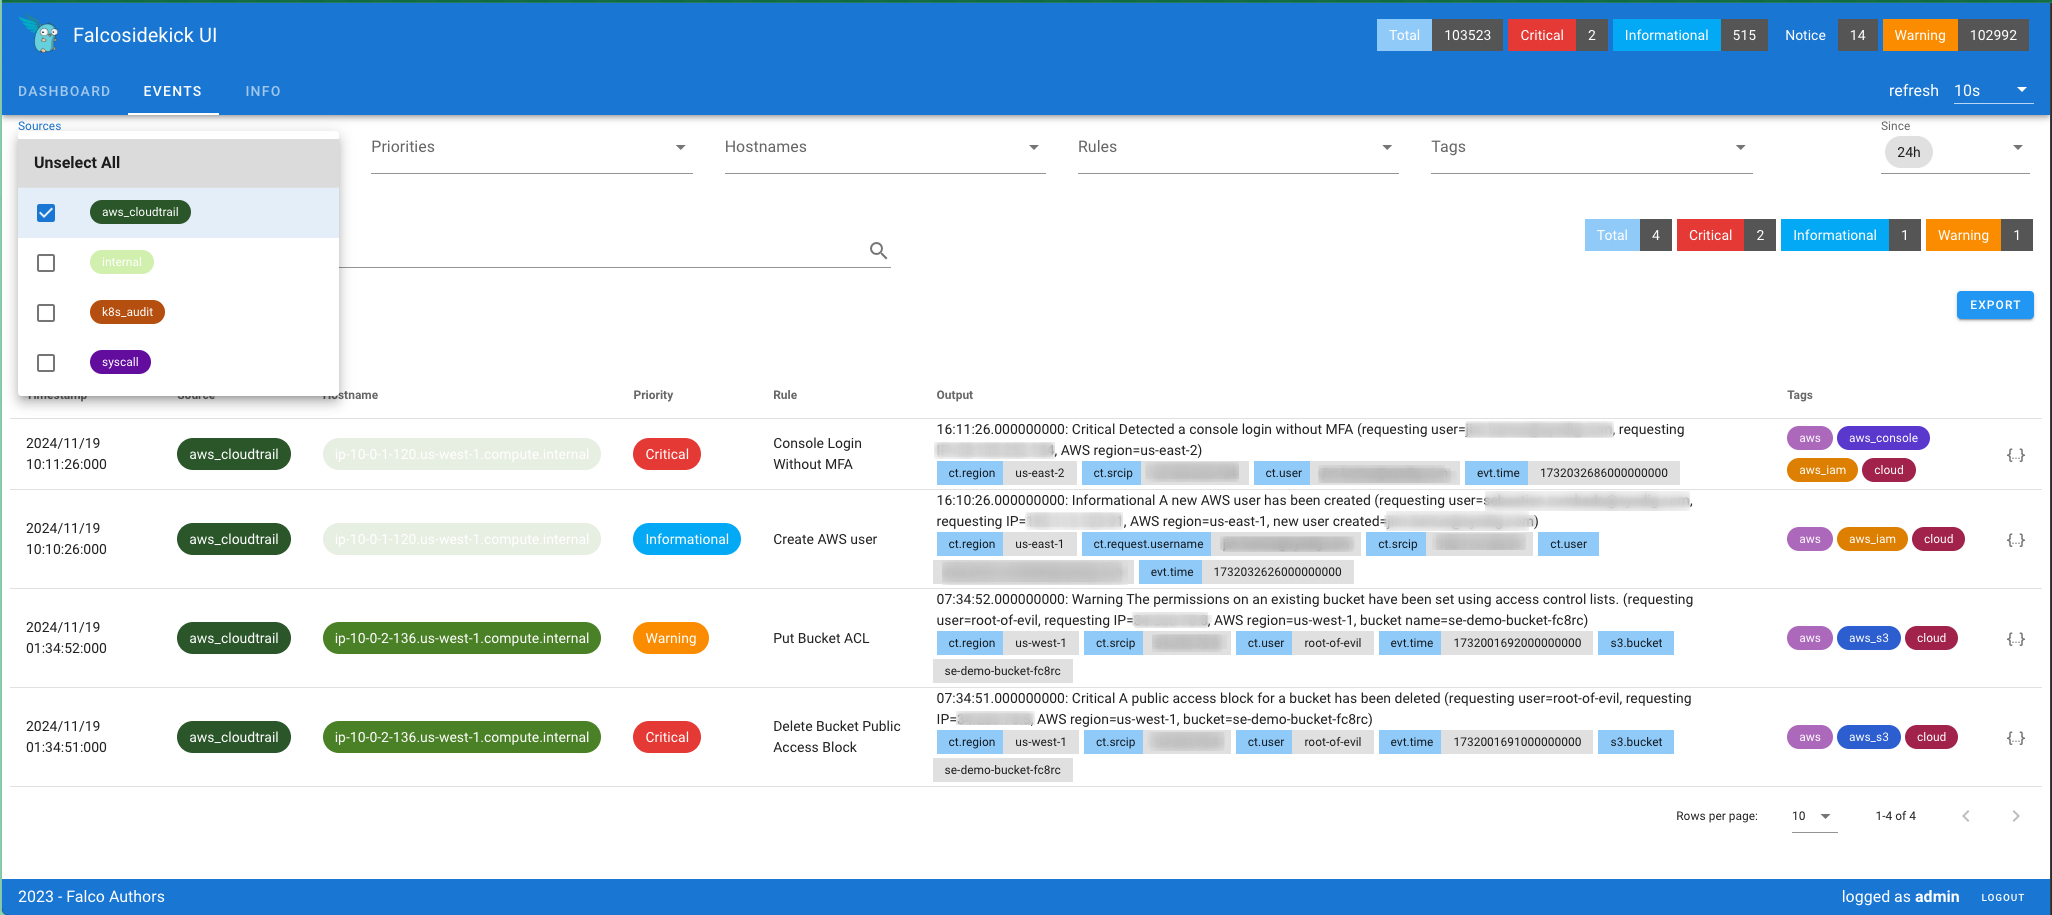 Falcosidekick UI
Total 103523 Critical 2 Informational 515 Notice 14 Warning 102992
DASHBOARD EVENTS INFO
refresh 10s
Sources
Unselect All
aws_cloudtrail
internal
k8s_audit
syscall
Priorities
Hostnames
Rules
Tags
Since
24h
Total 4 Critical 2 Informational 1 Warning 1
EXPORT
Timestamp Source Hostname Priority Rule Output Tags
2024/11/19
10:11:26:000
aws_cloudtrail
ip-10-0-1-120.us-west-1.compute.internal
Critical
Console Login
Without MFA
16:11:26.000000000: Critical Detected a console login without MFA (requesting user= , requesting
, AWS region=us-east-2)
ct.region us-east-2 ct.srcip ct.user evt.time 1732032686000000000
aws aws_console
aws_iam cloud
{...}
2024/11/19
10:10:26:000
aws_cloudtrail
ip-10-0-1-120.us-west-1.compute.internal
Informational
Create AWS user
16:10:26.000000000: Informational A new AWS user has been created (requesting user= ,
requesting IP= , AWS region=us-east-1, new user created= )
ct.region us-east-1 ct.request.username ct.srcip ct.user
evt.time 1732032626000000000
aws aws_iam cloud
{...}
2024/11/19
01:34:52:000
aws_cloudtrail
ip-10-0-2-136.us-west-1.compute.internal
Warning
Put Bucket ACL
07:34:52.000000000: Warning The permissions on an existing bucket have been set using access control lists. (requesting
user=root-of-evil, requesting IP= , AWS region=us-west-1, bucket name=se-demo-bucket-fc8rc)
ct.region us-west-1 ct.srcip ct.user root-of-evil evt.time 1732001692000000000 s3.bucket
se-demo-bucket-fc8rc
aws aws_s3 cloud
{...}
2024/11/19
01:34:51:000
aws_cloudtrail
ip-10-0-2-136.us-west-1.compute.internal
Critical
Delete Bucket Public
Access Block
07:34:51.000000000: Critical A public access block for a bucket has been deleted (requesting user=root-of-evil, requesting
IP= , AWS region=us-west-1, bucket=se-demo-bucket-fc8rc)
ct.region us-west-1 ct.srcip ct.user root-of-evil evt.time 1732001691000000000 s3.bucket
se-demo-bucket-fc8rc
aws aws_s3 cloud
{...}
Rows per page: 10 1-4 of 4
2023 - Falco Authors
logged as admin LOGOUT